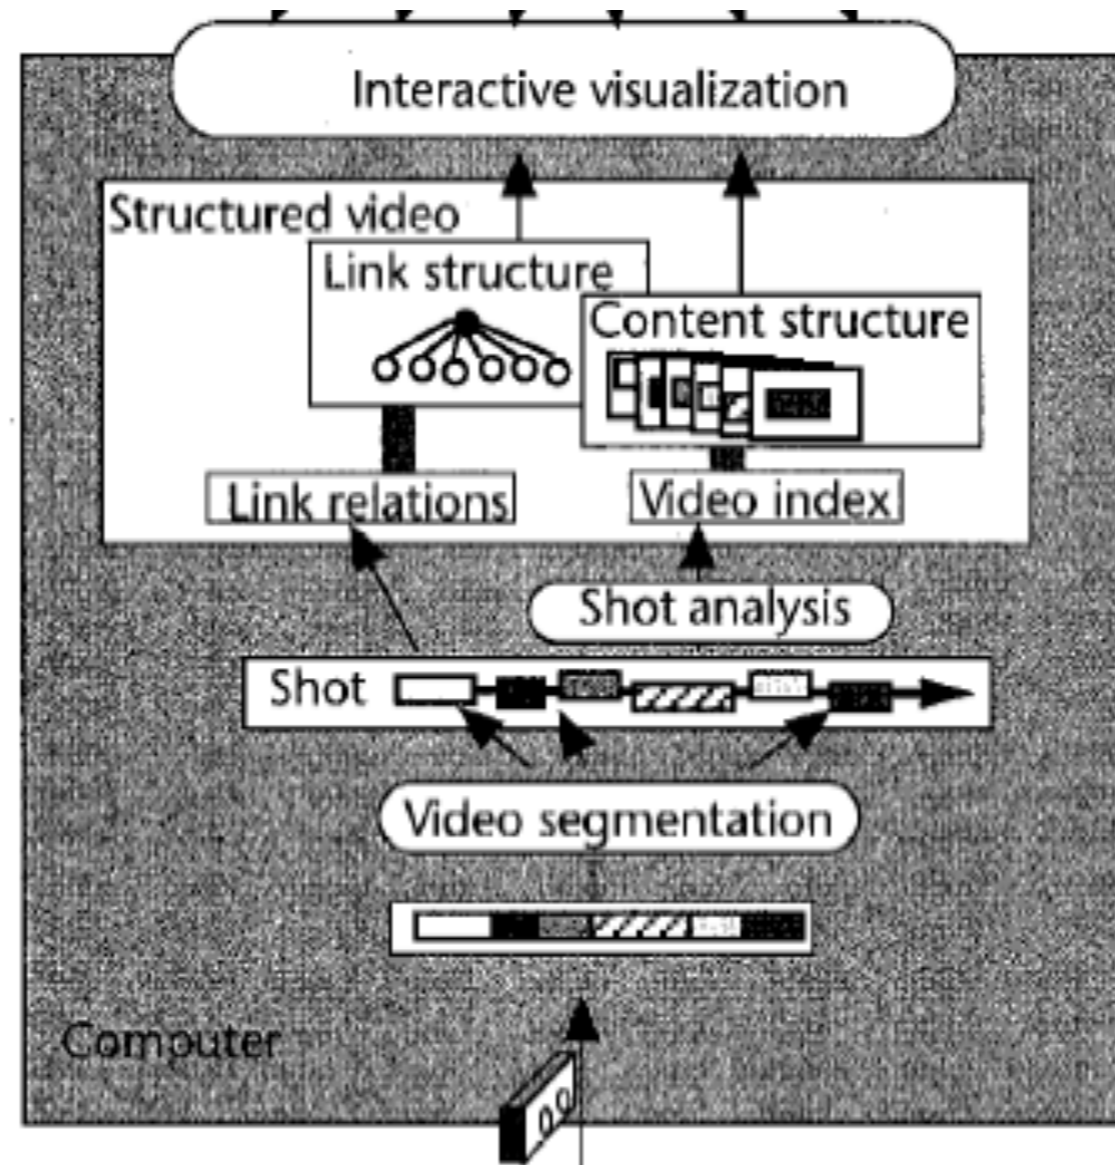 Interactive visualization
Structured video
Link structure
Content structure
Link relations
Video index
Shot analysis
Shot
Video segmentation
Comouter